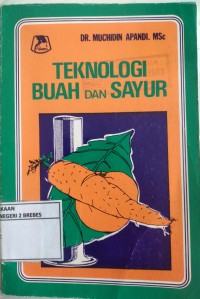 DR. MUCHIDIN APANDI. MSc
TEKNOLOGI
BUAH DAN SAYUR
KAAN
NEGERI 2 BREBES